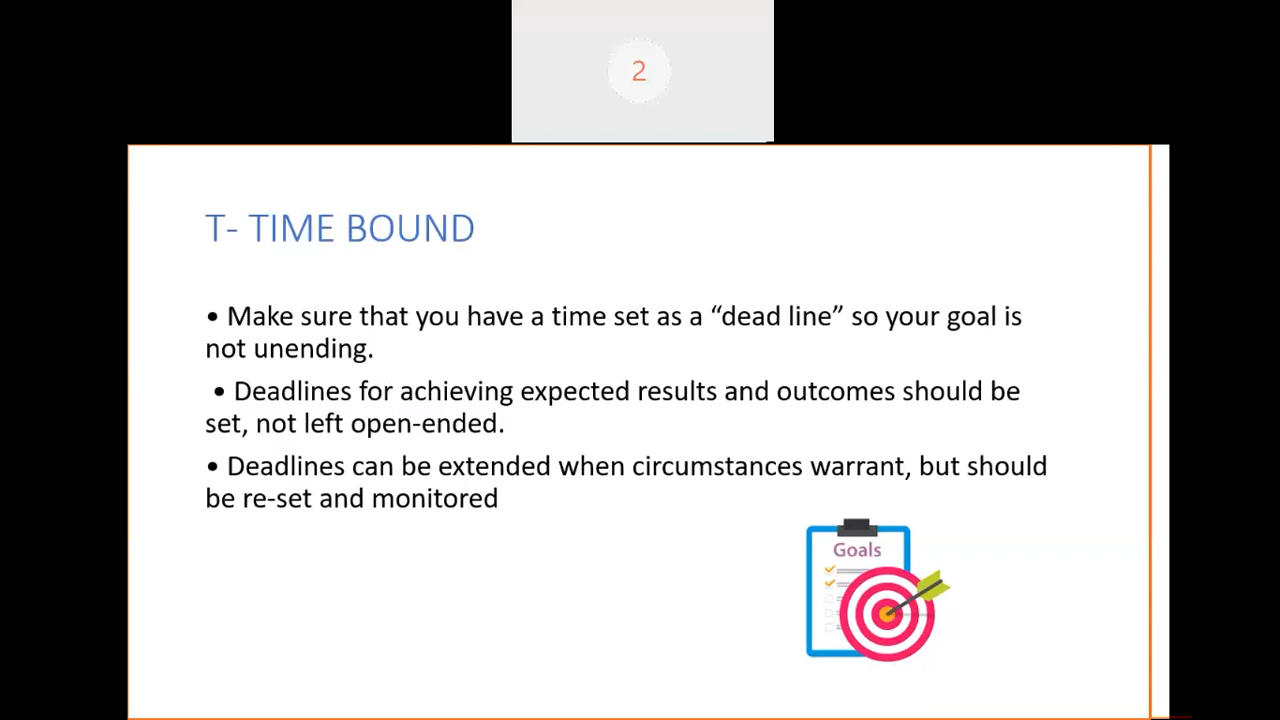 2
T- TIME BOUND
• Make sure that you have a time set as a “dead line” so your goal is
not unending.
• Deadlines for achieving expected results and outcomes should be
set, not left open-ended.
• Deadlines can be extended when circumstances warrant, but should
be re-set and monitored
Goals